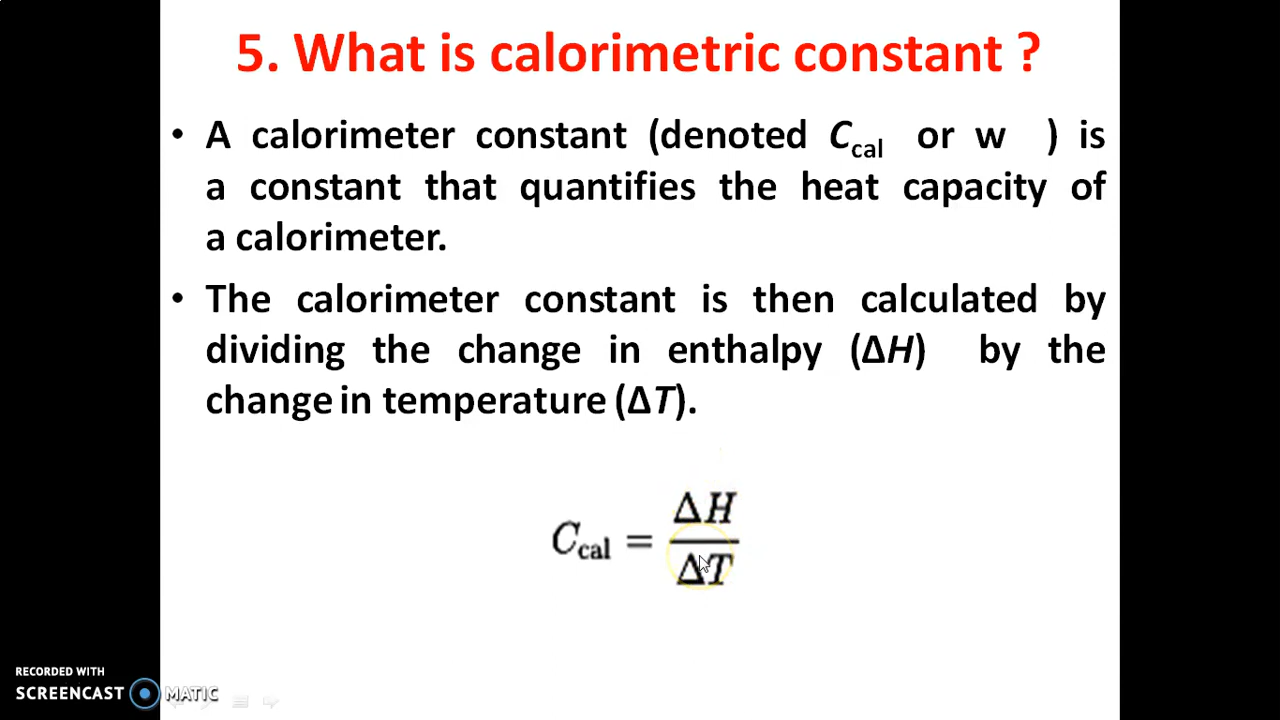 5. What is calorimetric constant ?
• A calorimeter constant (denoted Ccal or w ) is
a constant that quantifies the heat capacity of
a calorimeter.
• The calorimeter constant is then calculated by
dividing the change in enthalpy (ΔH) by the
change in temperature (ΔT).
Ccal = ΔH/ΔT
RECORDED WITH
SCREENCAST MATIC